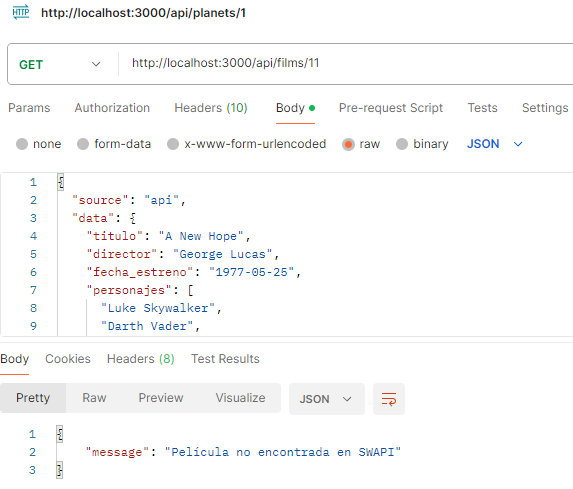 HTTP http://localhost:3000/api/planets/1
GET http://localhost:3000/api/films/11
Params Authorization Headers (10) Body Pre-request Script Tests Settings
none form-data x-www-form-urlencoded raw binary JSON
1 {
2 "source": "api",
3 "data": {
4 "titulo": "A New Hope",
5 "director": "George Lucas",
6 "fecha_estreno": "1977-05-25",
7 "personajes": [
8 "Luke Skywalker",
9 "Darth Vader",
Body Cookies Headers (8) Test Results
Pretty Raw Preview Visualize JSON
1 {
2 "message": "Película no encontrada en SWAPI"
3 }